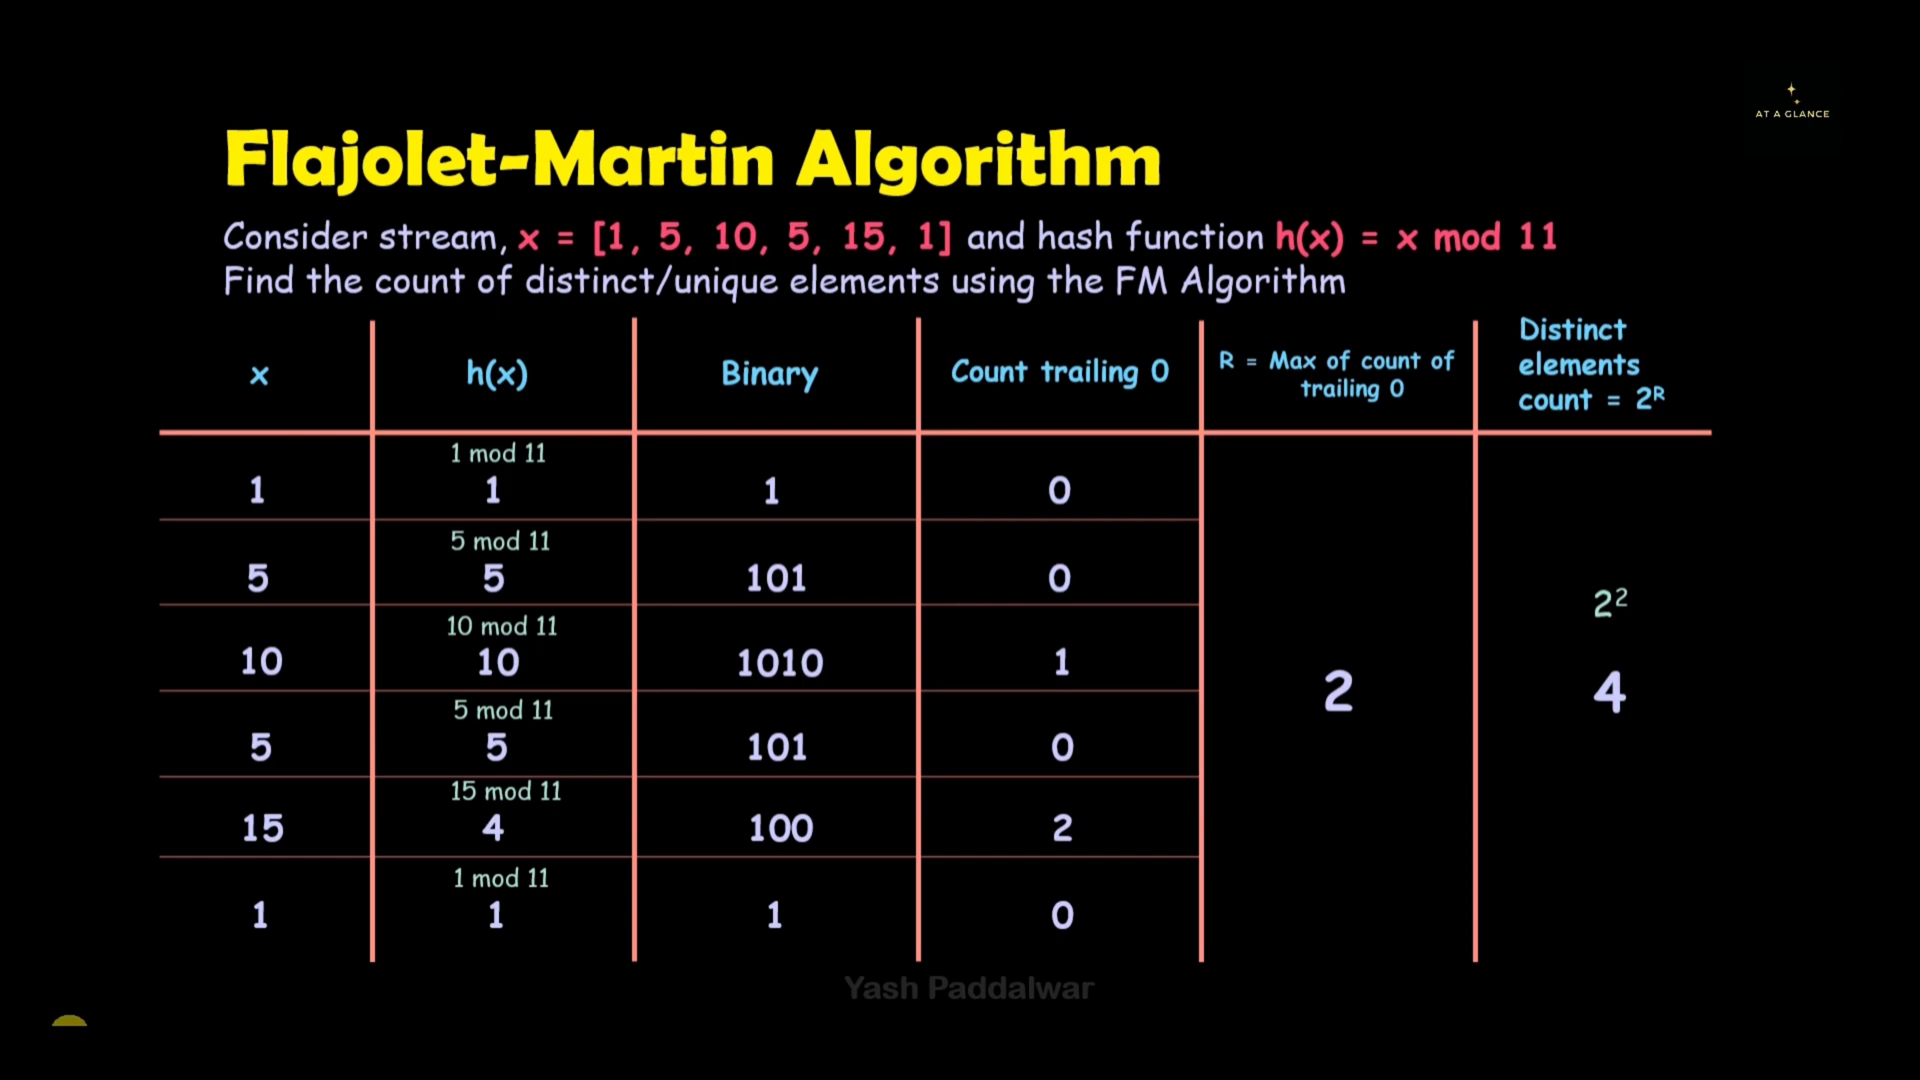 AT A GLANCE
Flajolet-Martin Algorithm
Consider stream, x = [1, 5, 10, 5, 15, 1] and hash function h(x) = x mod 11
Find the count of distinct/unique elements using the FM Algorithm
x h(x) Binary Count trailing 0 R = Max of count of trailing 0 Distinct elements count = 2ᴿ
1 mod 11
1 1 1 0
5 mod 11
5 5 101 0
2²
10 mod 11
10 10 1010 1
2 4
5 mod 11
5 5 101 0
15 mod 11
15 4 100 2
1 mod 11
1 1 1 0
Yash Paddalwar